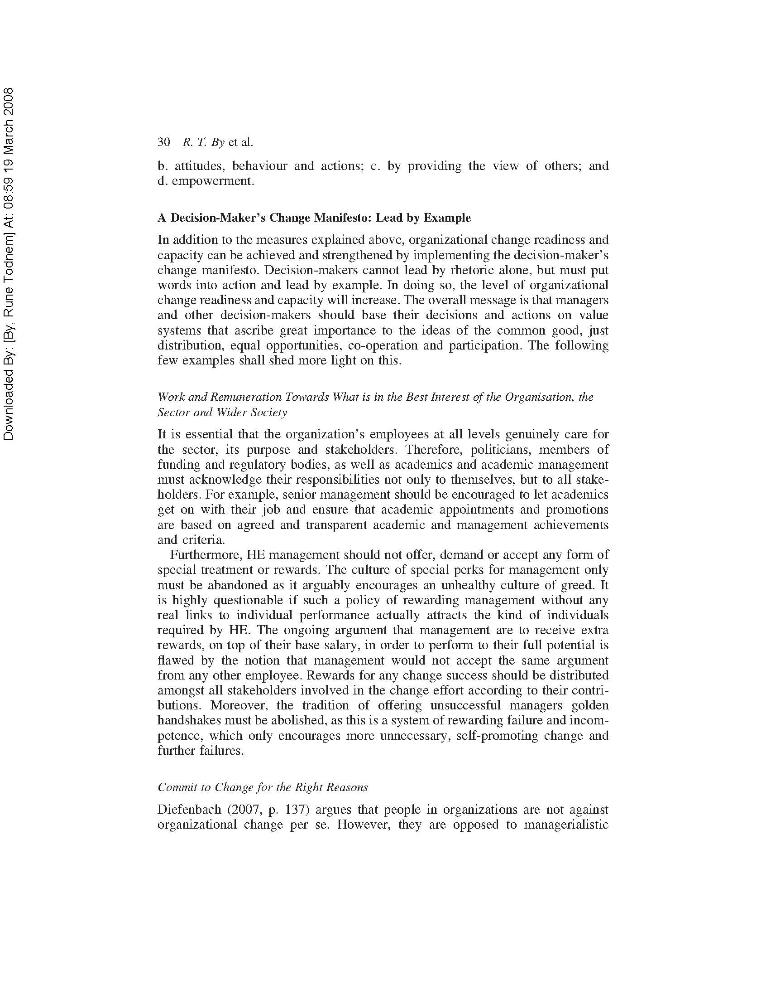 30 R. T. By et al.
b. attitudes, behaviour and actions; c. by providing the view of others; and
d. empowerment.
A Decision-Maker's Change Manifesto: Lead by Example
In addition to the measures explained above, organizational change readiness and
capacity can be achieved and strengthened by implementing the decision-maker's
change manifesto. Decision-makers cannot lead by rhetoric alone, but must put
words into action and lead by example. In doing so, the level of organizational
change readiness and capacity will increase. The overall message is that managers
and other decision-makers should base their decisions and actions on value
systems that ascribe great importance to the ideas of the common good, just
distribution, equal opportunities, co-operation and participation. The following
few examples shall shed more light on this.
Work and Remuneration Towards What is in the Best Interest of the Organisation, the
Sector and Wider Society
It is essential that the organization's employees at all levels genuinely care for
the sector, its purpose and stakeholders. Therefore, politicians, members of
funding and regulatory bodies, as well as academics and academic management
must acknowledge their responsibilities not only to themselves, but to all stake-
holders. For example, senior management should be encouraged to let academics
get on with their job and ensure that academic appointments and promotions
are based on agreed and transparent academic and management achievements
and criteria.
Furthermore, HE management should not offer, demand or accept any form of
special treatment or rewards. The culture of special perks for management only
must be abandoned as it arguably encourages an unhealthy culture of greed. It
is highly questionable if such a policy of rewarding management without any
real links to individual performance actually attracts the kind of individuals
required by HE. The ongoing argument that management are to receive extra
rewards, on top of their base salary, in order to perform to their full potential is
flawed by the notion that management would not accept the same argument
from any other employee. Rewards for any change success should be distributed
amongst all stakeholders involved in the change effort according to their contri-
butions. Moreover, the tradition of offering unsuccessful managers golden
handshakes must be abolished, as this is a system of rewarding failure and incom-
petence, which only encourages more unnecessary, self-promoting change and
further failures.
Commit to Change for the Right Reasons
Diefenbach (2007, p. 137) argues that people in organizations are not against
organizational change per se. However, they are opposed to managerialistic
Downloaded By: [By, Rune Todnem] At: 08:59 19 March 2008